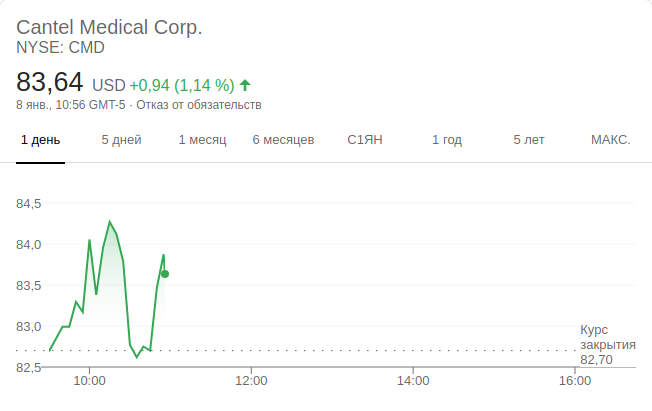 Cantel Medical Corp.
NYSE: CMD
83,64 USD +0,94 (1,14 %)
8 янв., 10:56 GMT-5 · Отказ от обязательств
1 день 5 дней 1 месяц 6 месяцев С1ЯН 1 год 5 лет МАКС.
84,5
84,0
83,5
83,0
Курс
закрытия
82,70
82,5
10:00 12:00 14:00 16:00